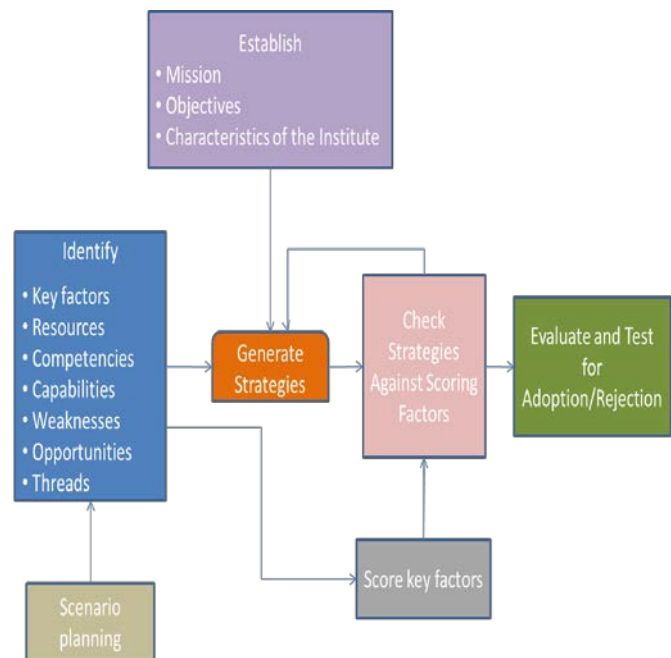 Establish
• Mission
• Objectives
• Characteristics of the Institute
Identify
• Key factors
• Resources
• Competencies
• Capabilities
• Weaknesses
• Opportunities
• Threads
Generate
Strategies
Check
Strategies
Against Scoring
Factors
Evaluate and Test
for
Adoption/Rejection
Score key factors
Scenario
planning